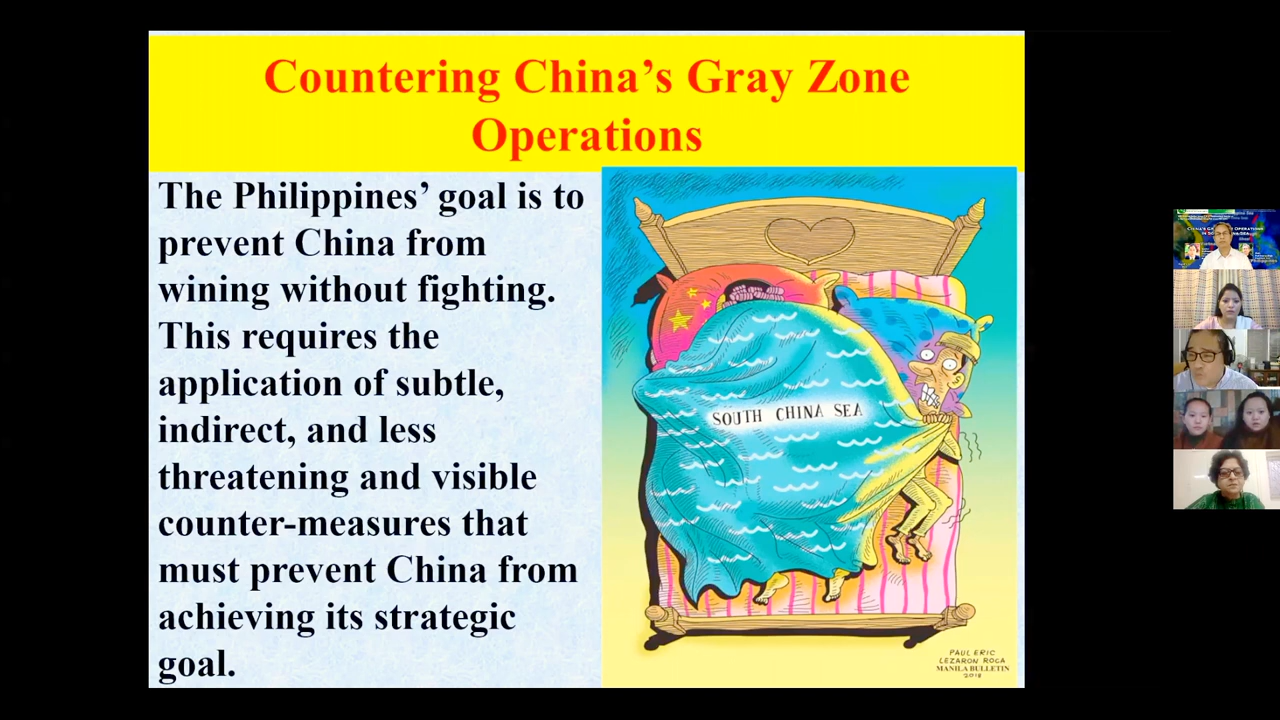 Countering China’s Gray Zone
Operations
The Philippines’ goal is to
prevent China from
wining without fighting.
This requires the
application of subtle,
indirect, and less
threatening and visible
counter-measures that
must prevent China from
achieving its strategic
goal.
SOUTH CHINA SEA
PAUL ERIC
LEZARON ROCA
MANILA BULLETIN
2018